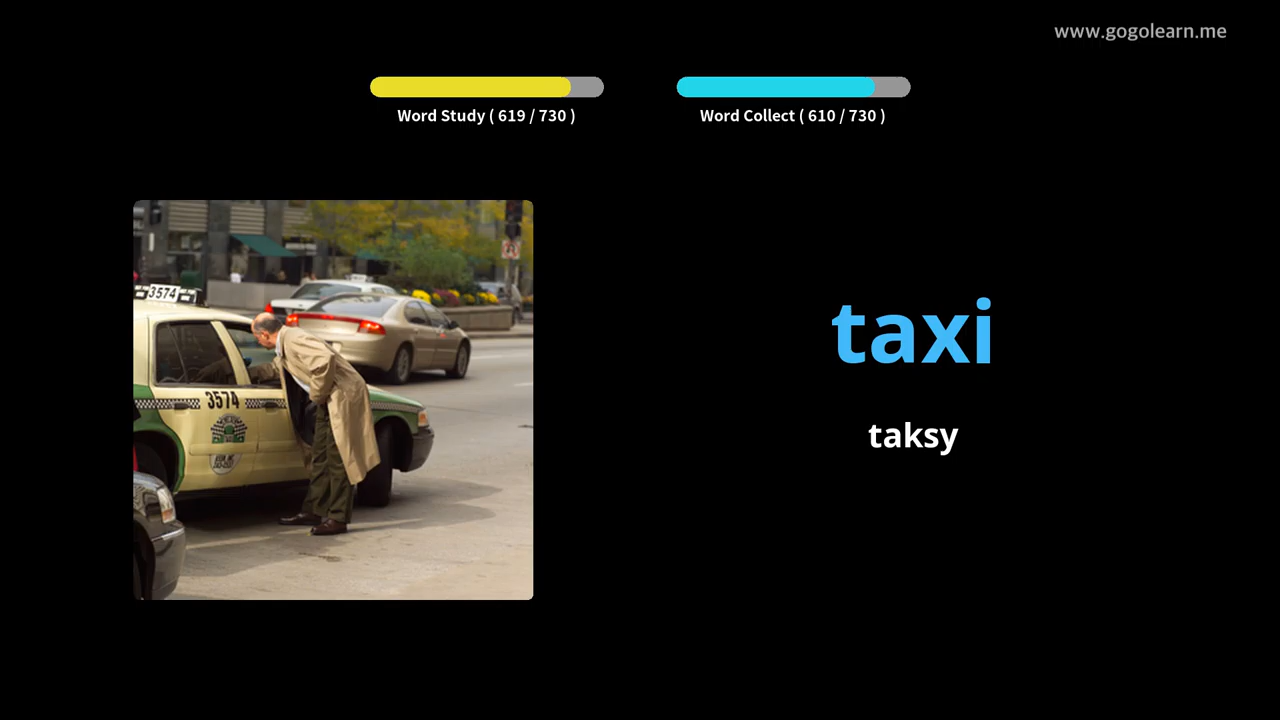 www.gogolearn.me
Word Study ( 619 / 730 )
Word Collect ( 610 / 730 )
3574
3574
taxi
taksy